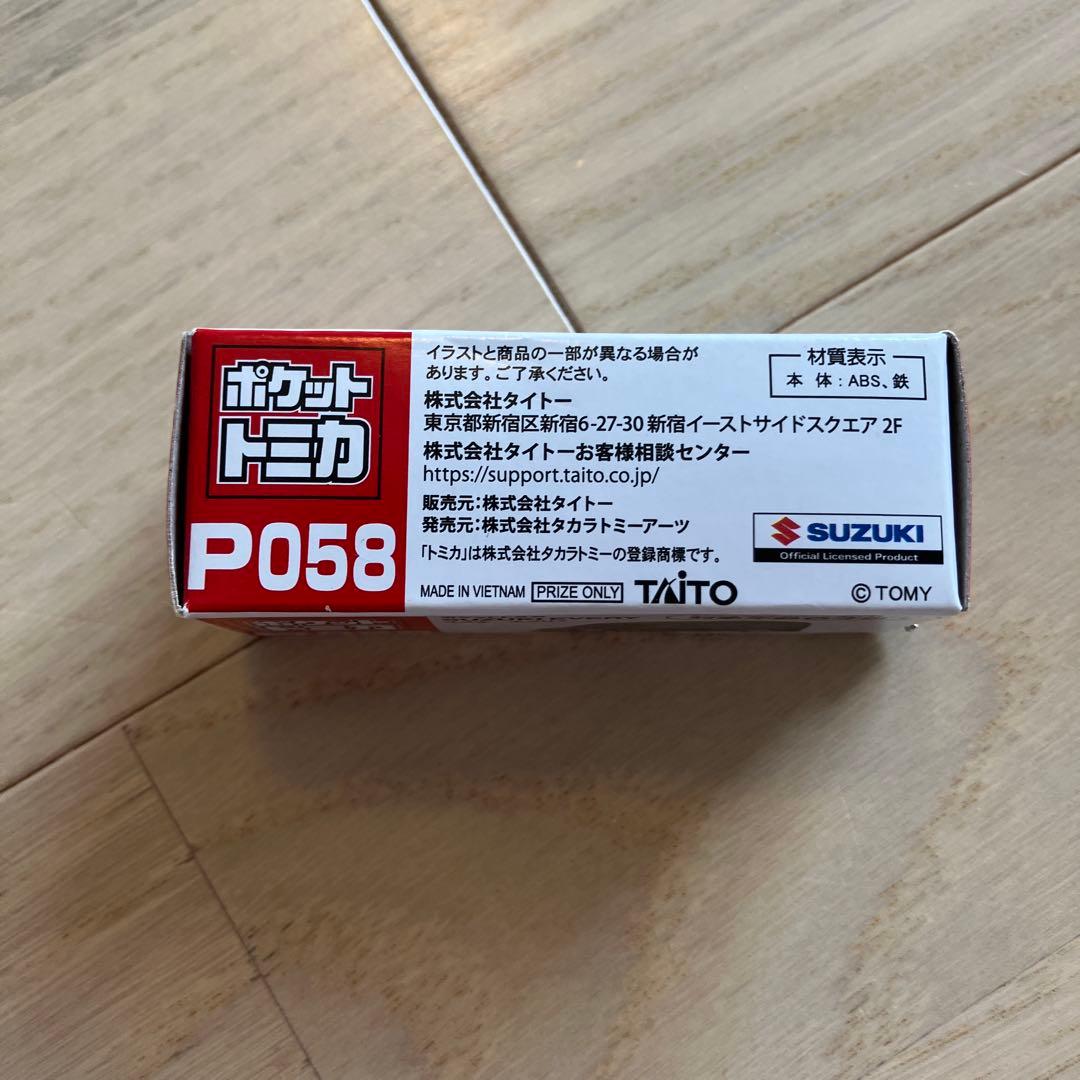 ポケット
トミカ
P058
イラストと商品の一部が異なる場合が
あります。ご了承ください。
株式会社タイトー
東京都新宿区新宿6-27-30 新宿イーストサイドスクエア 2F
株式会社タイトーお客様相談センター
https://support.taito.co.jp/
販売元：株式会社タイトー
発売元：株式会社タカラトミーアーツ
「トミカ」は株式会社タカラトミーの登録商標です。
MADE IN VIETNAM PRIZE ONLY TAITO
材質表示
本 体：ABS、鉄
SUZUKI
Official Licensed Product
©TOMY
SUZUKI EVERY